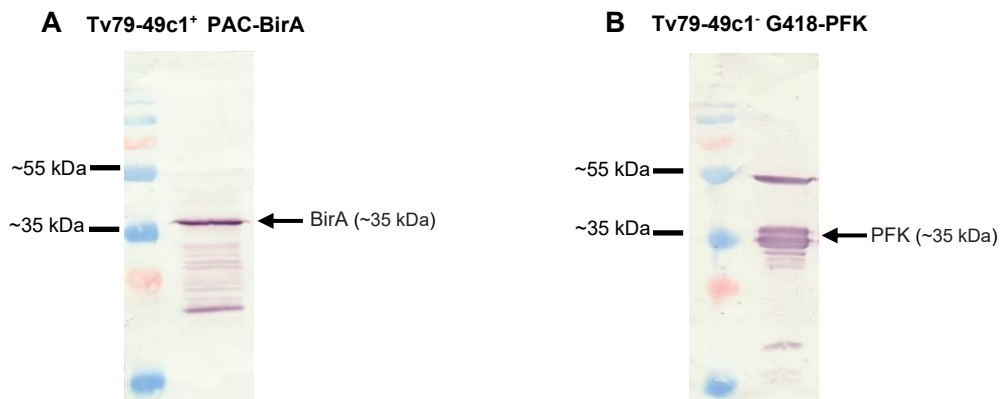 A Tv79-49c1⁺ PAC-BirA
~55 kDa
~35 kDa
BirA (~35 kDa)
B Tv79-49c1⁻ G418-PFK
~55 kDa
~35 kDa
PFK (~35 kDa)